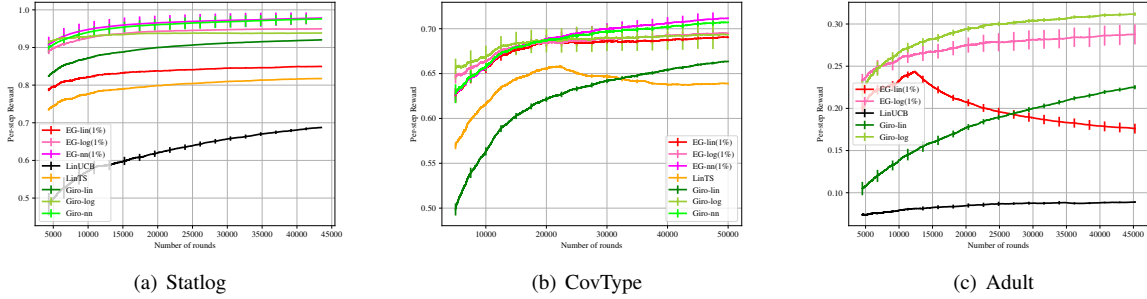 1.0
0.9
0.8
0.7
0.6
0.5
Per-step Reward
EG-lin(1%)
EG-log(1%)
EG-nn(1%)
LinUCB
LinTS
Giro-lin
Giro-log
Giro-nn
5000 10000 15000 20000 25000 30000 35000 40000 45000
Number of rounds
(a) Statlog
0.70
0.65
0.60
0.55
0.50
Per-step Reward
EG-lin(1%)
EG-log(1%)
EG-nn(1%)
LinTS
Giro-lin
Giro-log
Giro-nn
10000 20000 30000 40000 50000
Number of rounds
(b) CovType
0.30
0.25
0.20
0.15
0.10
Per-step Reward
EG-lin(1%)
EG-log(1%)
LinUCB
Giro-lin
Giro-log
5000 10000 15000 20000 25000 30000 35000 40000 45000
Number of rounds
(c) Adult